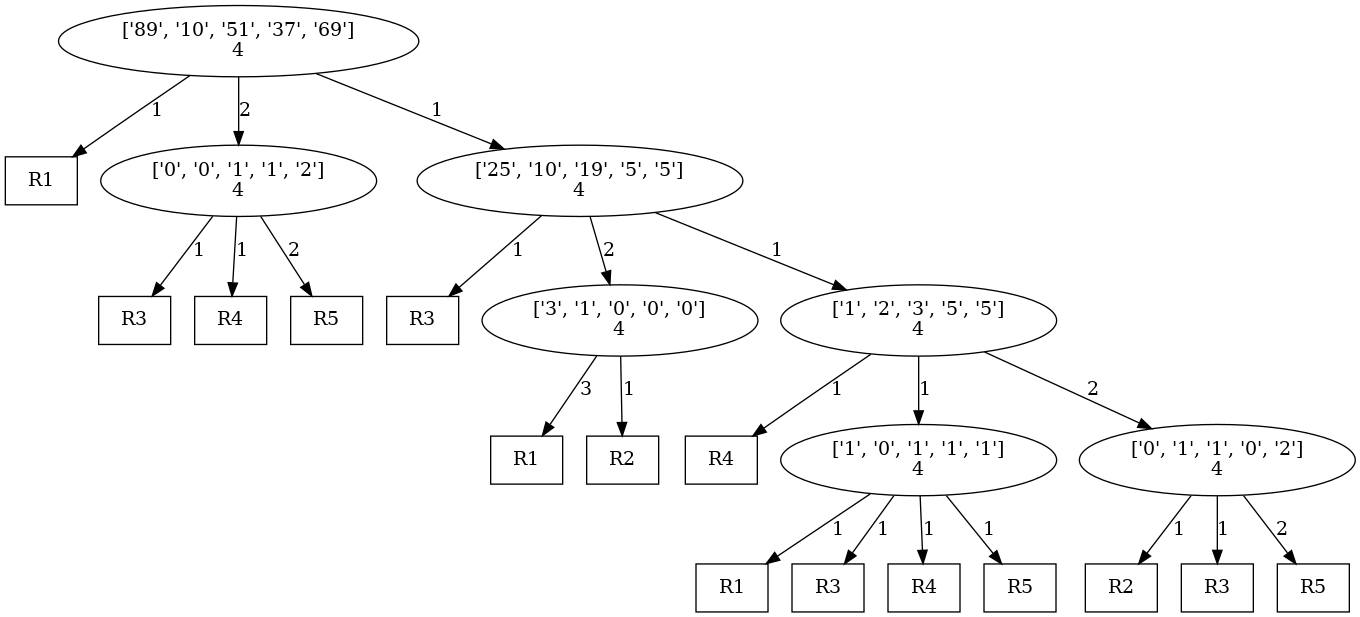 ['89', '10', '51', '37', '69']
4
1
2
1
R1
['0', '0', '1', '1', '2']
4
['25', '10', '19', '5', '5']
4
1
1
2
1
2
1
R3
R4
R5
R3
['3', '1', '0', '0', '0']
4
['1', '2', '3', '5', '5']
4
3
1
1
1
2
R1
R2
R4
['1', '0', '1', '1', '1']
4
['0', '1', '1', '0', '2']
4
1
1
1
1
1
1
2
R1
R3
R4
R5
R2
R3
R5